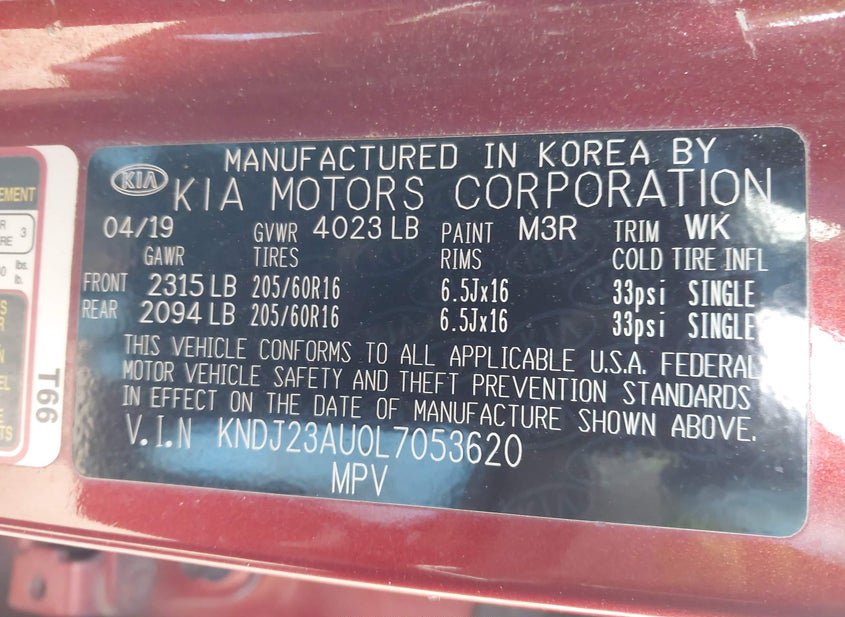 MANUFACTURED IN KOREA BY
KIA KIA MOTORS CORPORATION
04/19 GVWR 4023 LB PAINT M3R TRIM WK
GAWR TIRES RIMS COLD TIRE INFL
FRONT 2315 LB 205/60R16 6.5Jx16 33psi SINGLE
REAR 2094 LB 205/60R16 6.5Jx16 33psi SINGLE
THIS VEHICLE CONFORMS TO ALL APPLICABLE U.S.A. FEDERAL
MOTOR VEHICLE SAFETY AND THEFT PREVENTION STANDARDS
IN EFFECT ON THE DATE OF MANUFACTURE SHOWN ABOVE.
V.I.N KNDJ23AU0L7053620
MPV
3
lbs.
lb.
T66